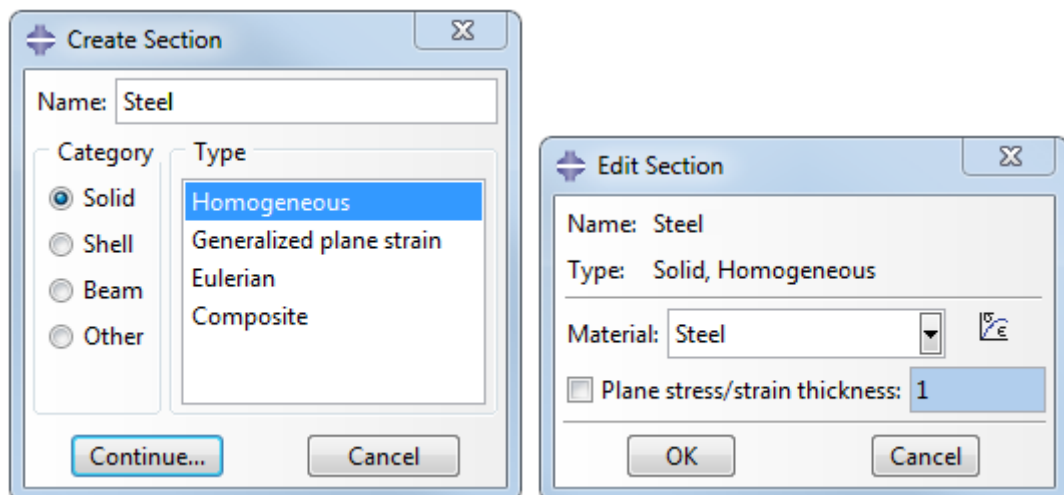 Create Section
Name: Steel
Category
Type
Solid
Shell
Beam
Other
Homogeneous
Generalized plane strain
Eulerian
Composite
Continue...
Cancel
Edit Section
Name: Steel
Type: Solid, Homogeneous
Material: Steel
σ ε
Plane stress/strain thickness: 1
OK
Cancel